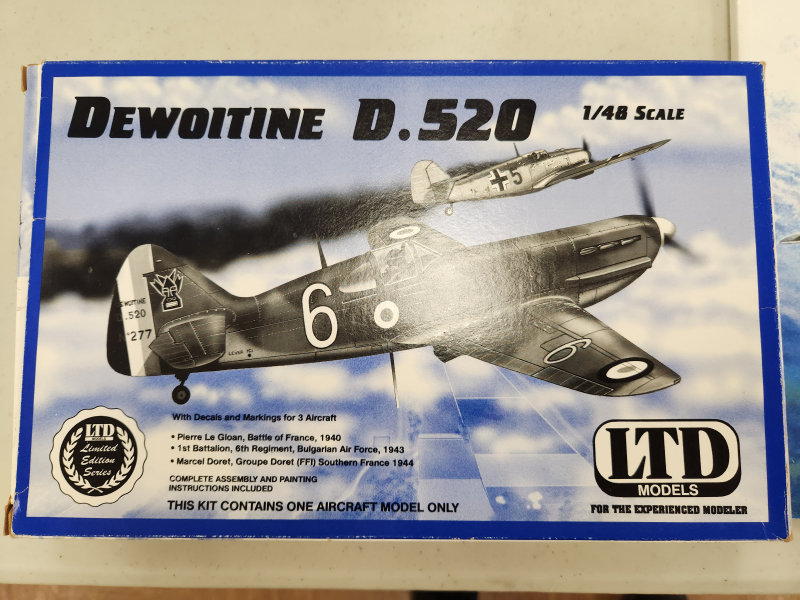 DEWOITINE D.520
1/48 SCALE
5
EWOITINE
.520
N°277
6
6
With Decals and Markings for 3 Aircraft
• Pierre Le Gloan, Battle of France, 1940
• 1st Battalion, 6th Regiment, Bulgarian Air Force, 1943
• Marcel Doret, Groupe Doret (FFI) Southern France 1944
COMPLETE ASSEMBLY AND PAINTING
INSTRUCTIONS INCLUDED
THIS KIT CONTAINS ONE AIRCRAFT MODEL ONLY
LTD
MODELS
Limited
Edition
Series
LTD
MODELS
FOR THE EXPERIENCED MODELER